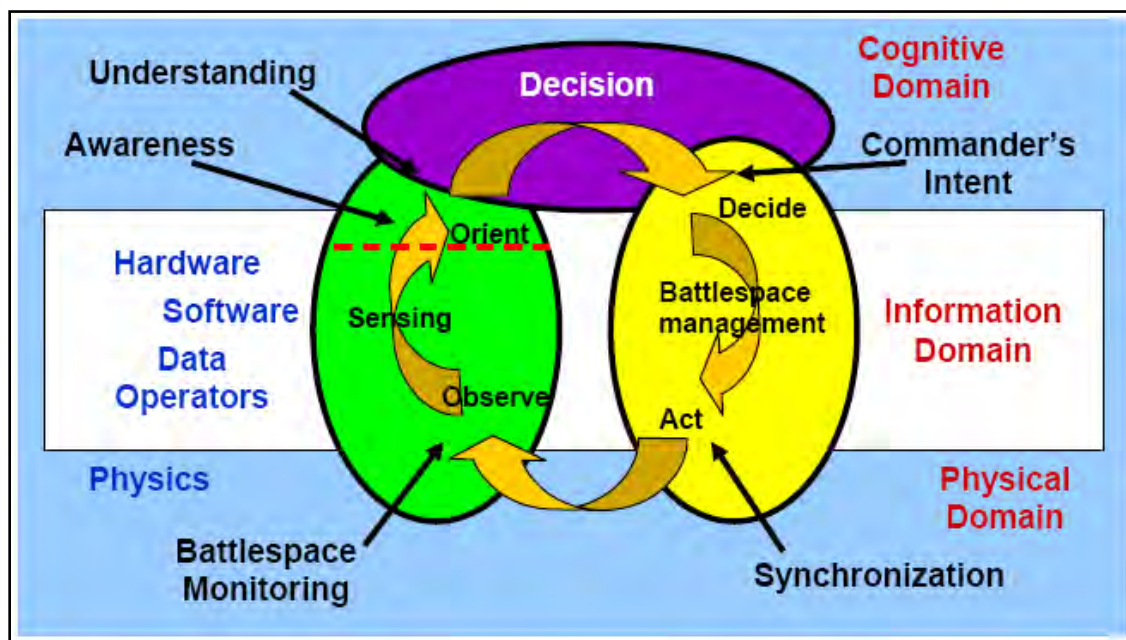 Understanding
Decision
Cognitive
Domain
Awareness
Commander's
Intent
Orient
Decide
Hardware
Software
Data
Operators
Sensing
Battlespace
management
Information
Domain
Observe
Act
Physics
Physical
Domain
Battlespace
Monitoring
Synchronization